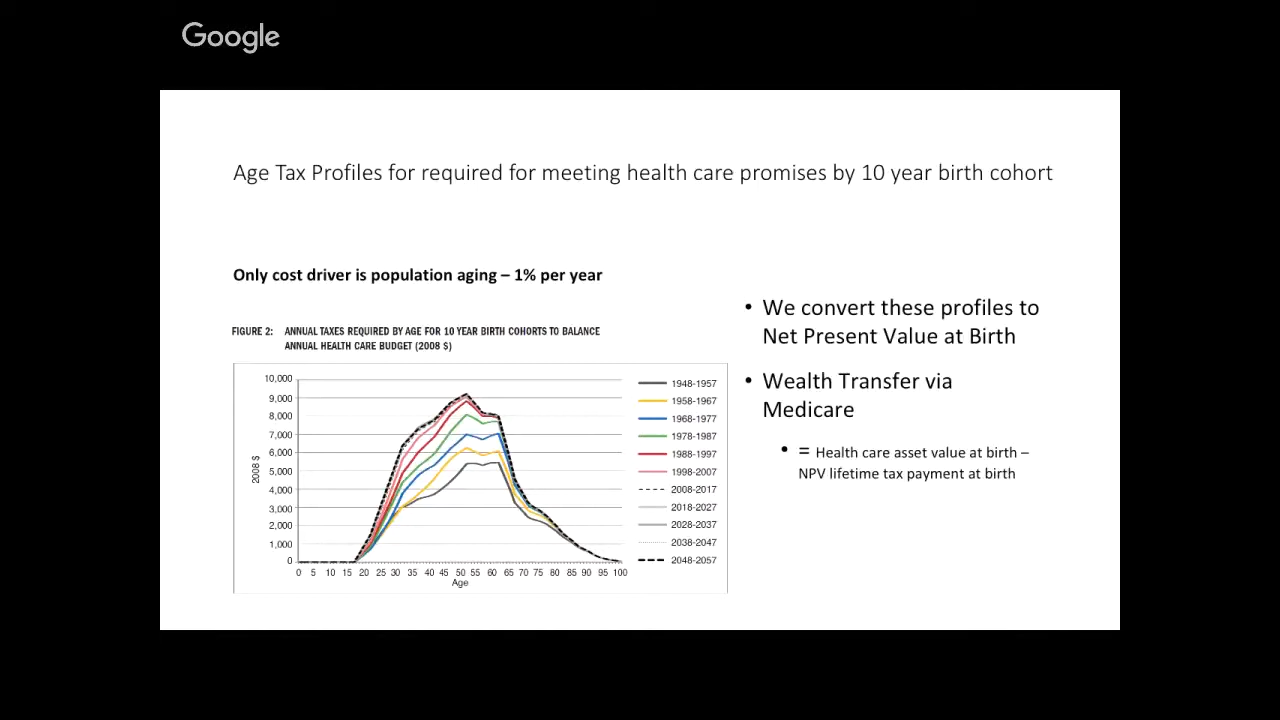 Google
Age Tax Profiles for required for meeting health care promises by 10 year birth cohort
Only cost driver is population aging – 1% per year
FIGURE 2: ANNUAL TAXES REQUIRED BY AGE FOR 10 YEAR BIRTH COHORTS TO BALANCE
ANNUAL HEALTH CARE BUDGET (2008 $)
10,000
9,000
8,000
7,000
6,000
5,000
4,000
3,000
2,000
1,000
0
2008 $
0 5 10 15 20 25 30 35 40 45 50 55 60 65 70 75 80 85 90 95 100
Age
1948-1957
1958-1967
1968-1977
1978-1987
1988-1997
1998-2007
2008-2017
2018-2027
2028-2037
2038-2047
2048-2057
• We convert these profiles to
Net Present Value at Birth
• Wealth Transfer via
Medicare
• = Health care asset value at birth –
NPV lifetime tax payment at birth